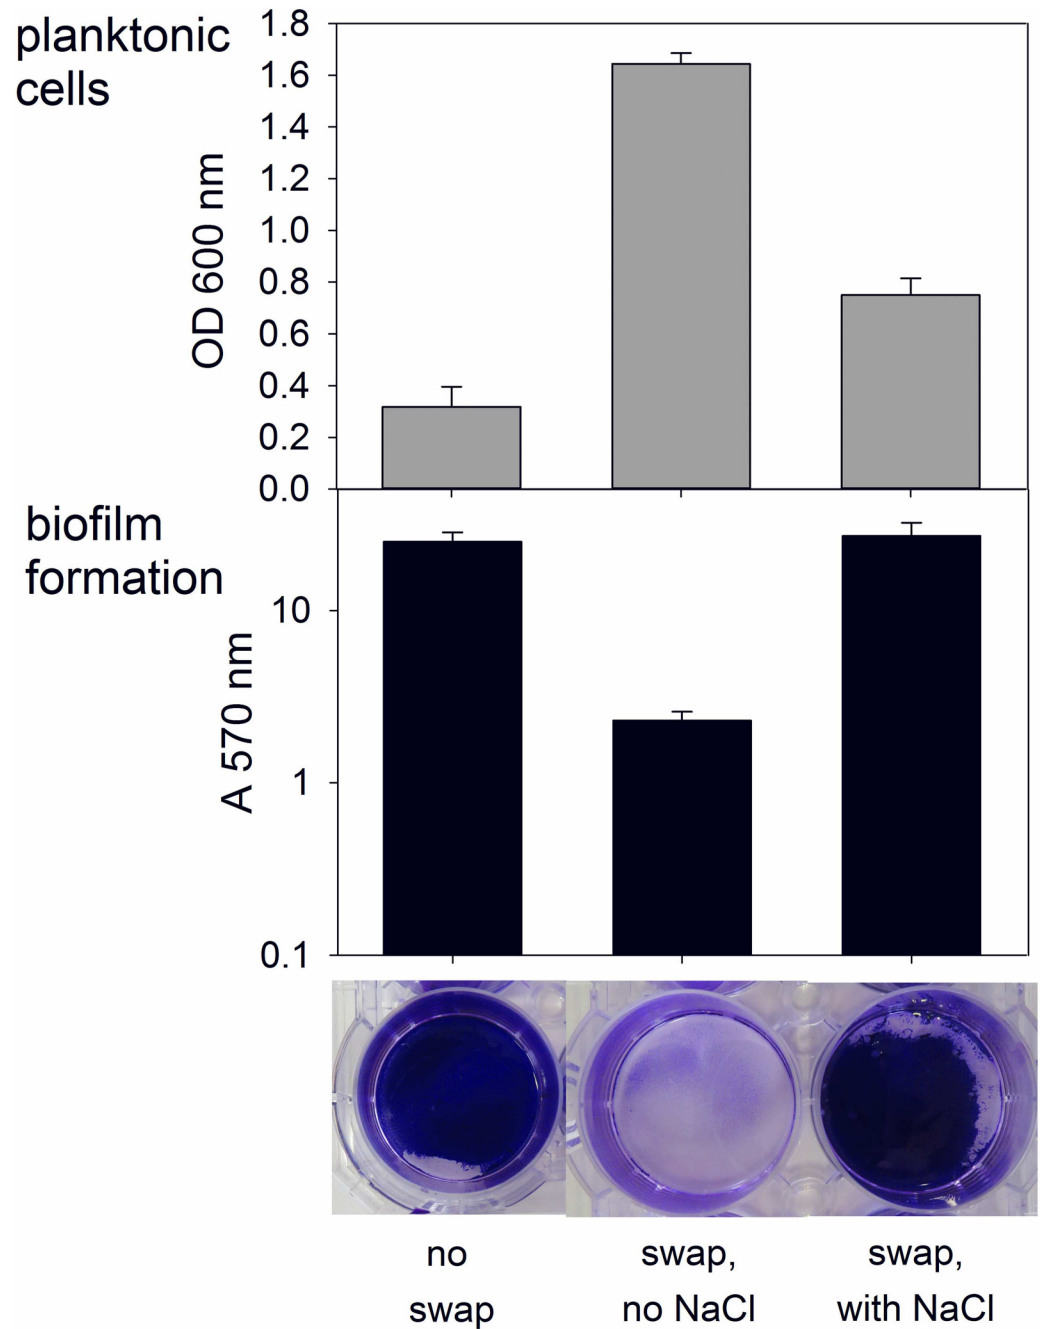 planktonic
cells
OD 600 nm
1.8
1.6
1.4
1.2
1.0
0.8
0.6
0.4
0.2
0.0
biofilm
formation
A 570 nm
10
1
0.1
no
swap
swap,
no NaCl
swap,
with NaCl